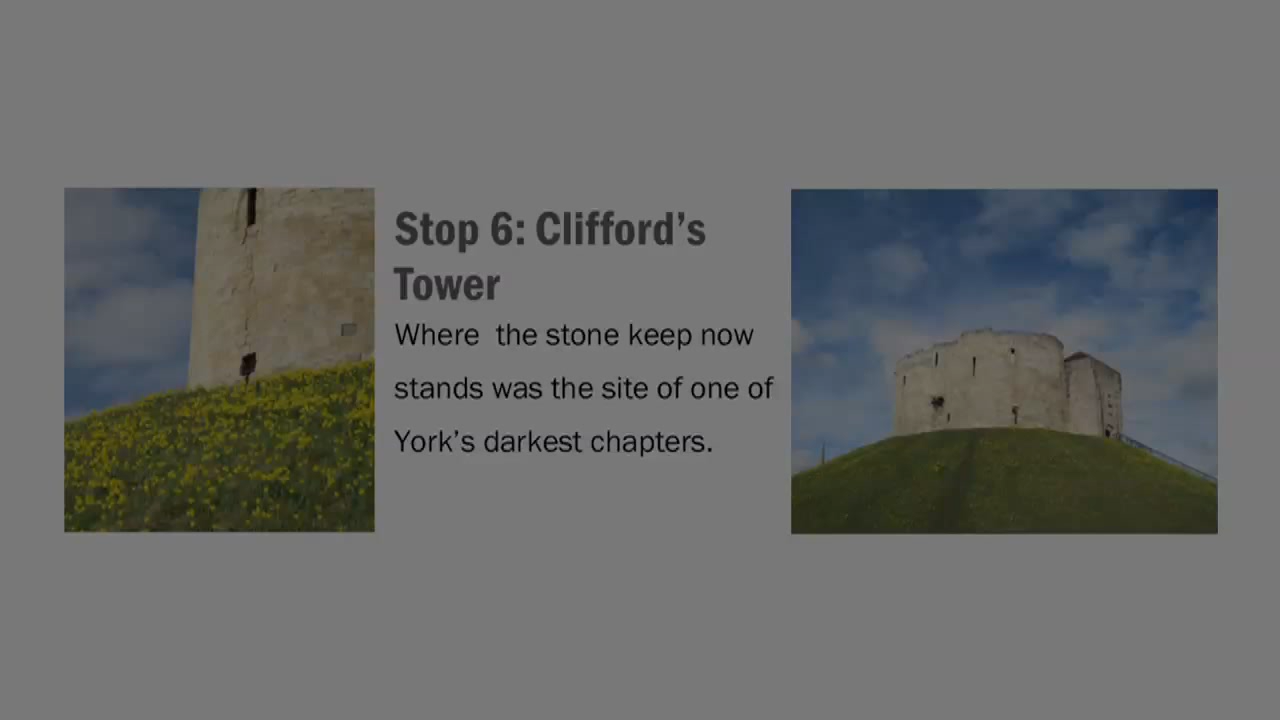 Stop 6: Clifford’s
Tower
Where  the stone keep now
stands was the site of one of
York’s darkest chapters.